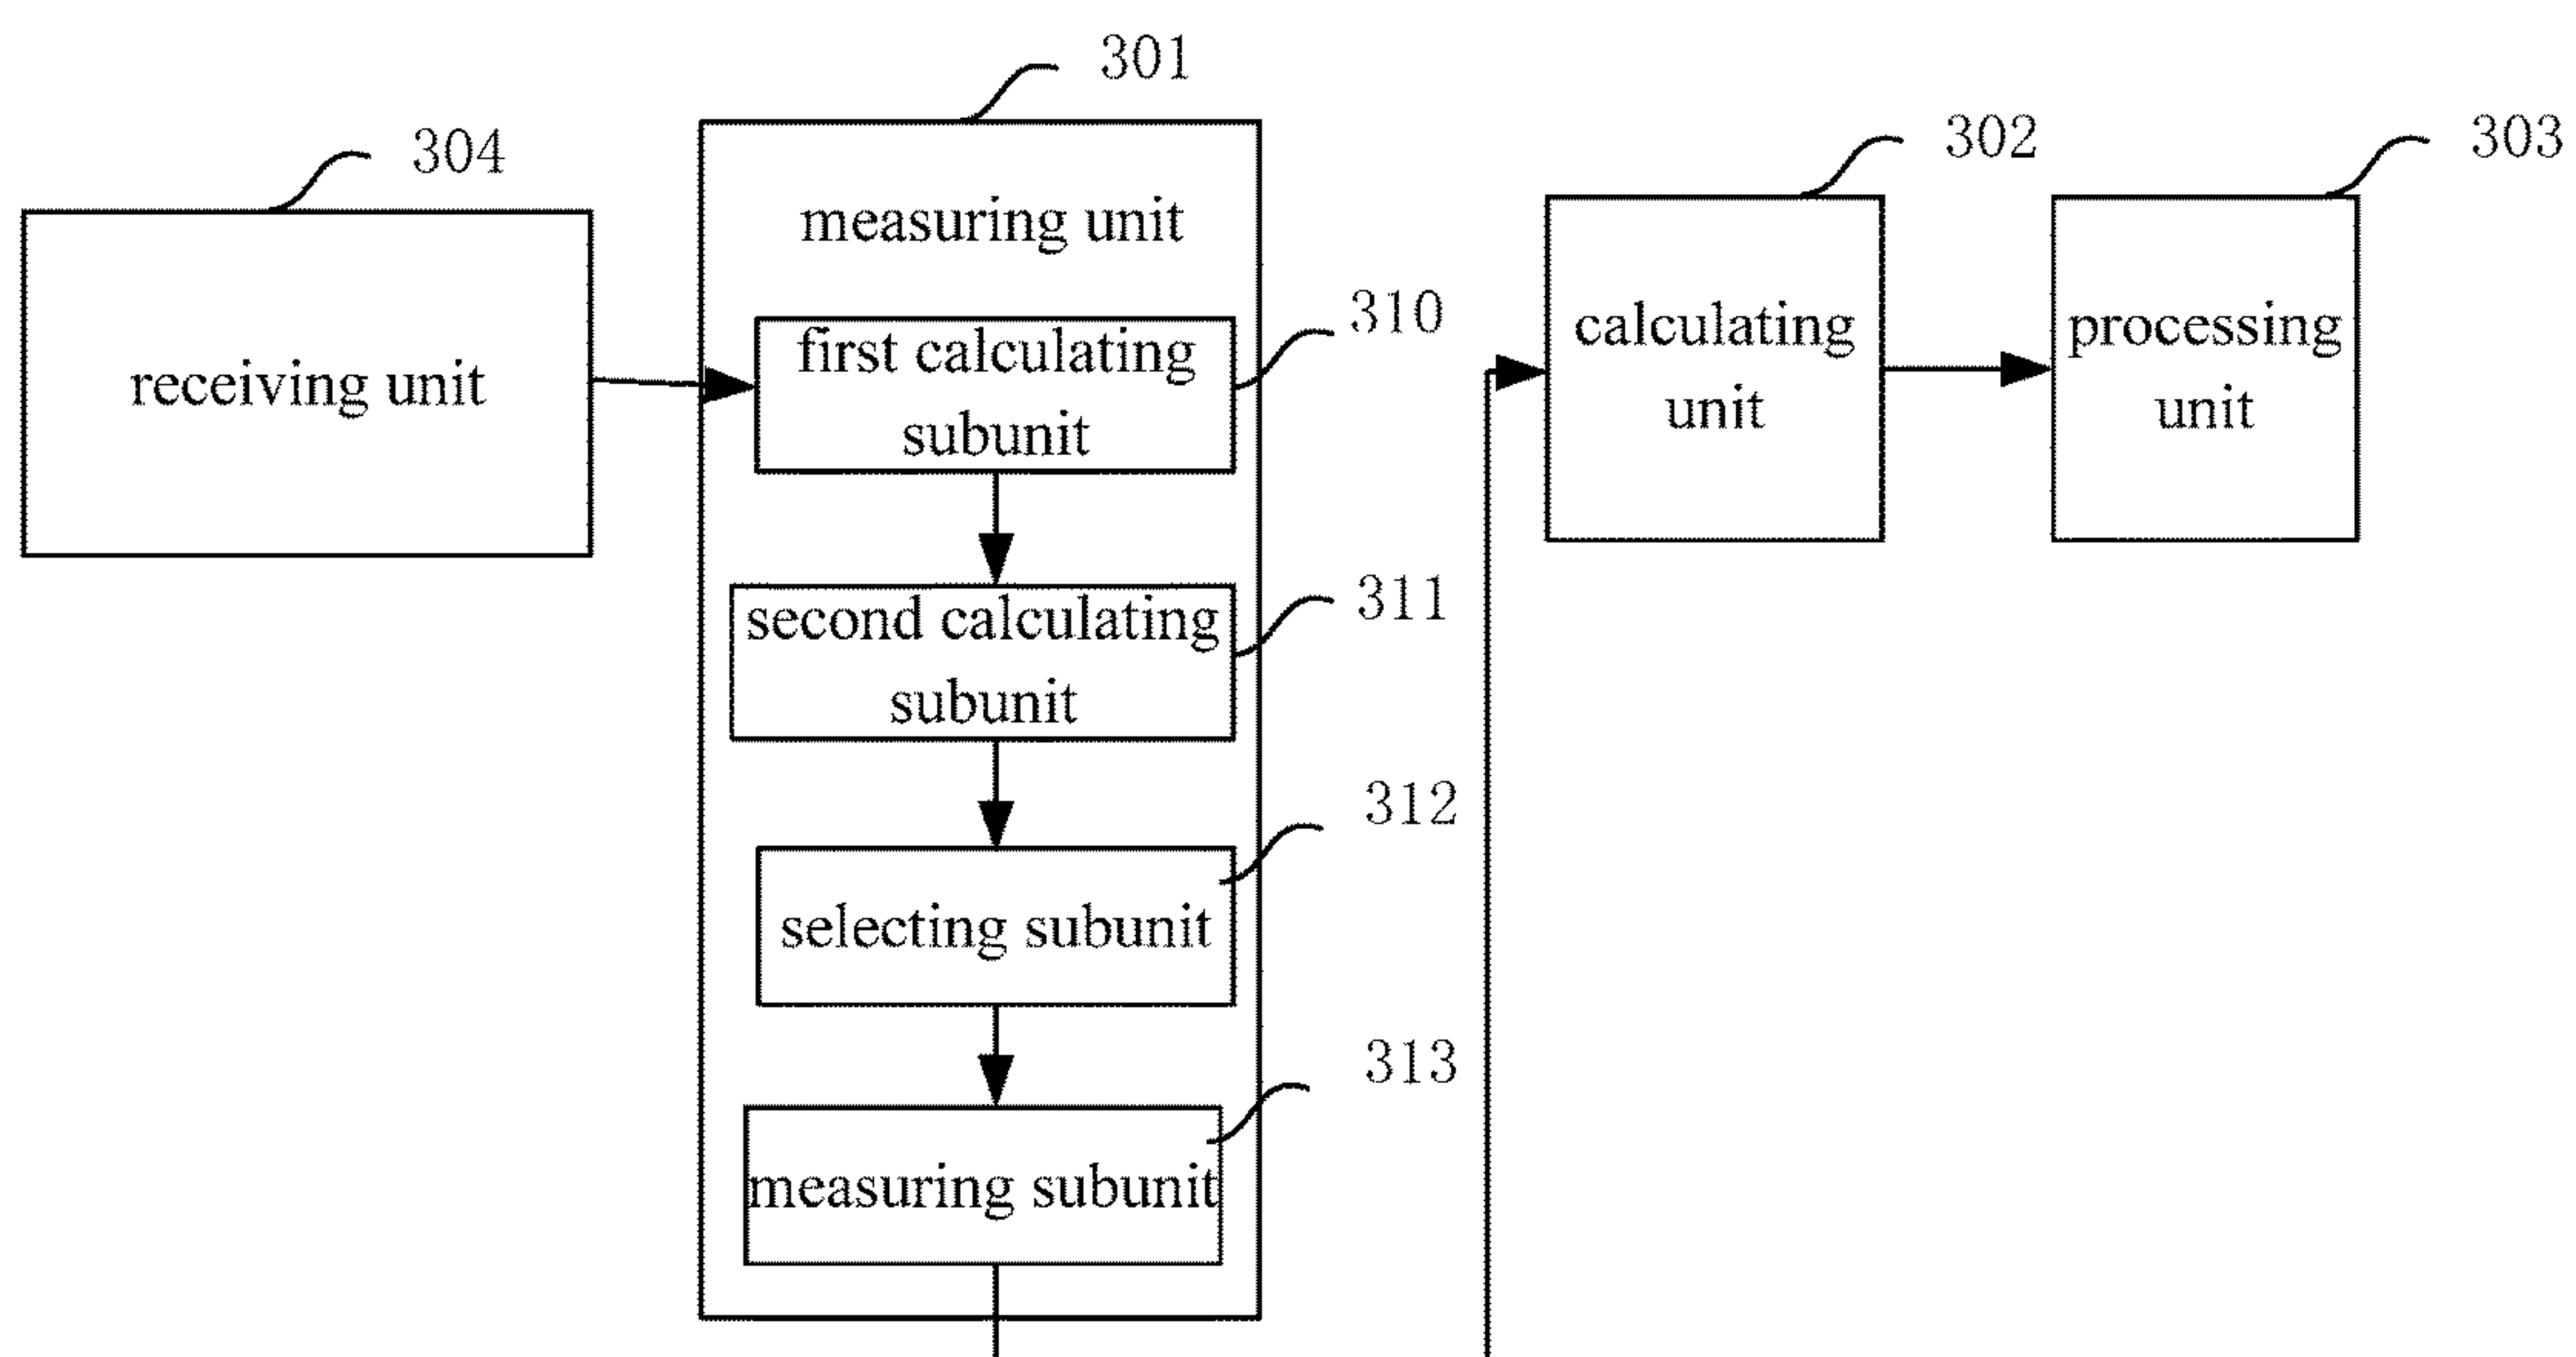 301
304
302
303
measuring unit
310
first calculating
subunit
receiving unit
calculating
unit
processing
unit
311
second calculating
subunit
312
selecting subunit
313
measuring subunit